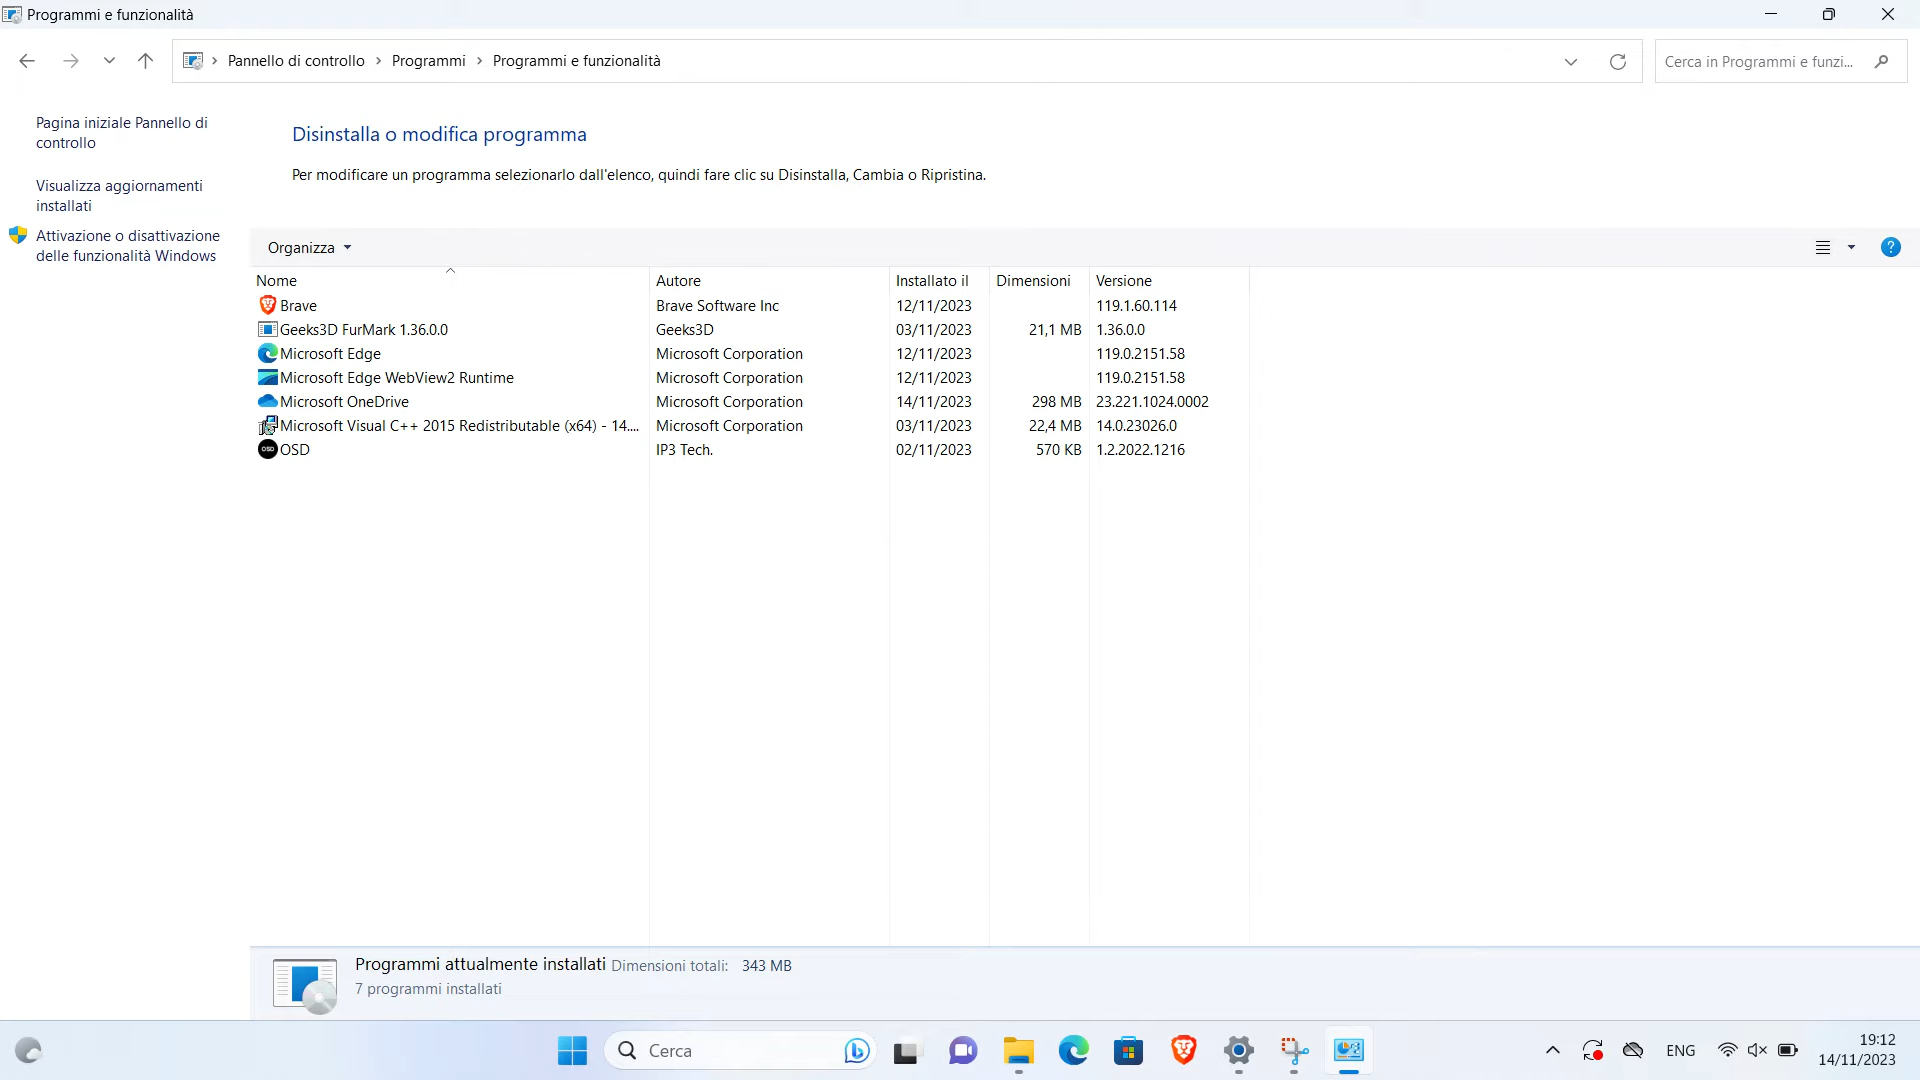 Programmi e funzionalità
Pannello di controllo > Programmi > Programmi e funzionalità
Cerca in Programmi e funzi...
Pagina iniziale Pannello di
controllo
Visualizza aggiornamenti
installati
Attivazione o disattivazione
delle funzionalità Windows
Disinstalla o modifica programma
Per modificare un programma selezionarlo dall'elenco, quindi fare clic su Disinstalla, Cambia o Ripristina.
Organizza
Nome Autore Installato il Dimensioni Versione
Brave Brave Software Inc 12/11/2023 119.1.60.114
Geeks3D FurMark 1.36.0.0 Geeks3D 03/11/2023 21,1 MB 1.36.0.0
Microsoft Edge Microsoft Corporation 12/11/2023 119.0.2151.58
Microsoft Edge WebView2 Runtime Microsoft Corporation 12/11/2023 119.0.2151.58
Microsoft OneDrive Microsoft Corporation 14/11/2023 298 MB 23.221.1024.0002
Microsoft Visual C++ 2015 Redistributable (x64) - 14.... Microsoft Corporation 03/11/2023 22,4 MB 14.0.23026.0
OSD OSD IP3 Tech. 02/11/2023 570 KB 1.2.2022.1216
Programmi attualmente installati Dimensioni totali: 343 MB
7 programmi installati
Cerca
ENG
19:12
14/11/2023